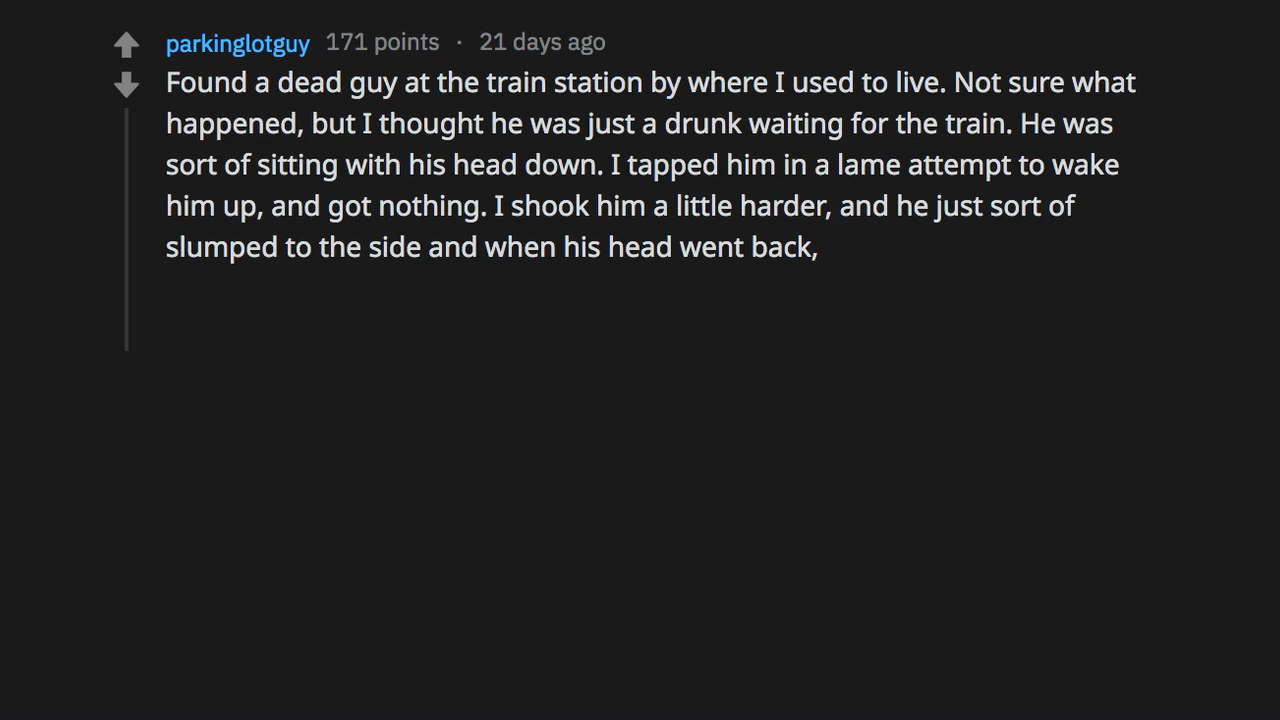 parkinglotguy 171 points · 21 days ago
Found a dead guy at the train station by where I used to live. Not sure what
happened, but I thought he was just a drunk waiting for the train. He was
sort of sitting with his head down. I tapped him in a lame attempt to wake
him up, and got nothing. I shook him a little harder, and he just sort of
slumped to the side and when his head went back,